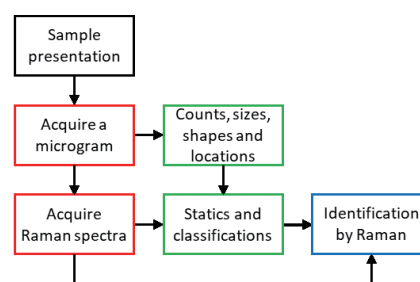 Sample
presentation
Acquire a
microgram
Counts, sizes,
shapes and
locations
Acquire
Raman spectra
Statics and
classifications
Identification
by Raman